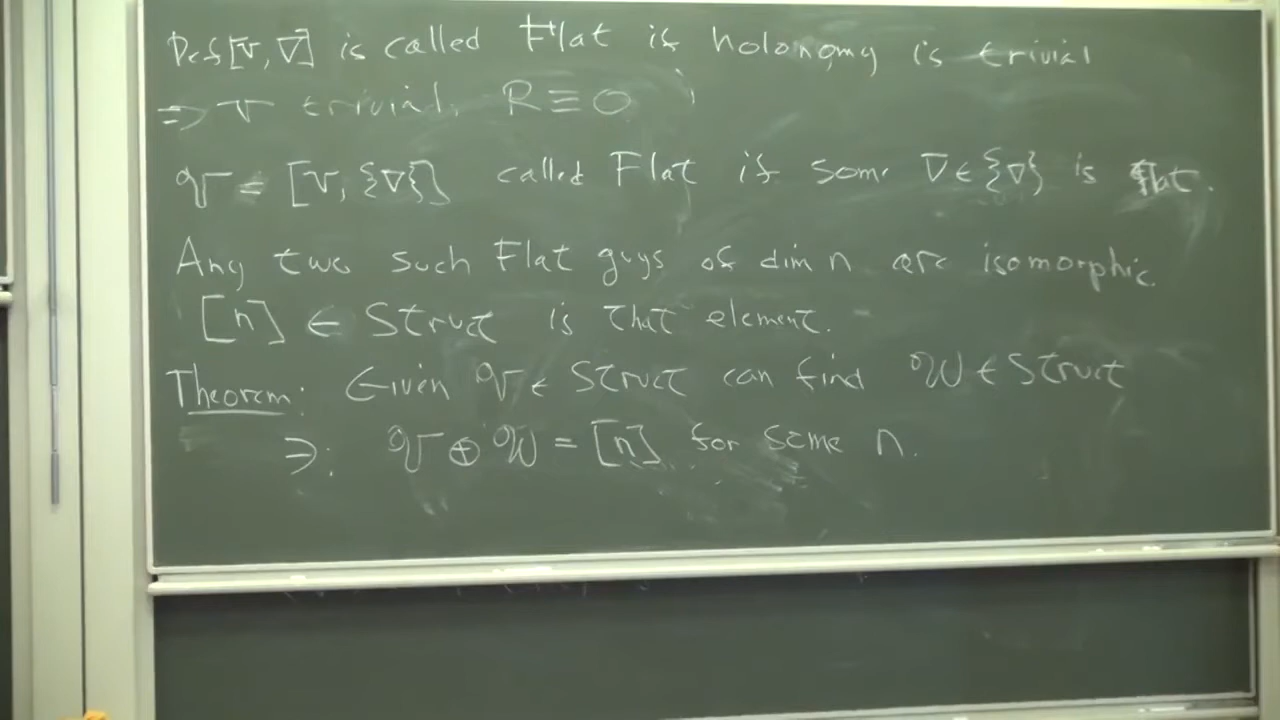 Def [V, ∇] is called Flat if holonomy is trivial
⇒ V trivial, R ≡ 0
𝒱 = [V, {∇}] called Flat if some ∇ ∈ {∇} is flat.
Any two such Flat guys of dim n are isomorphic.
[n] ∈ Struct is that element.
Theorem: Given 𝒱 ∈ Struct can find 𝒲 ∈ Struct
∋: 𝒱 ⊕ 𝒲 = [n] for some n.